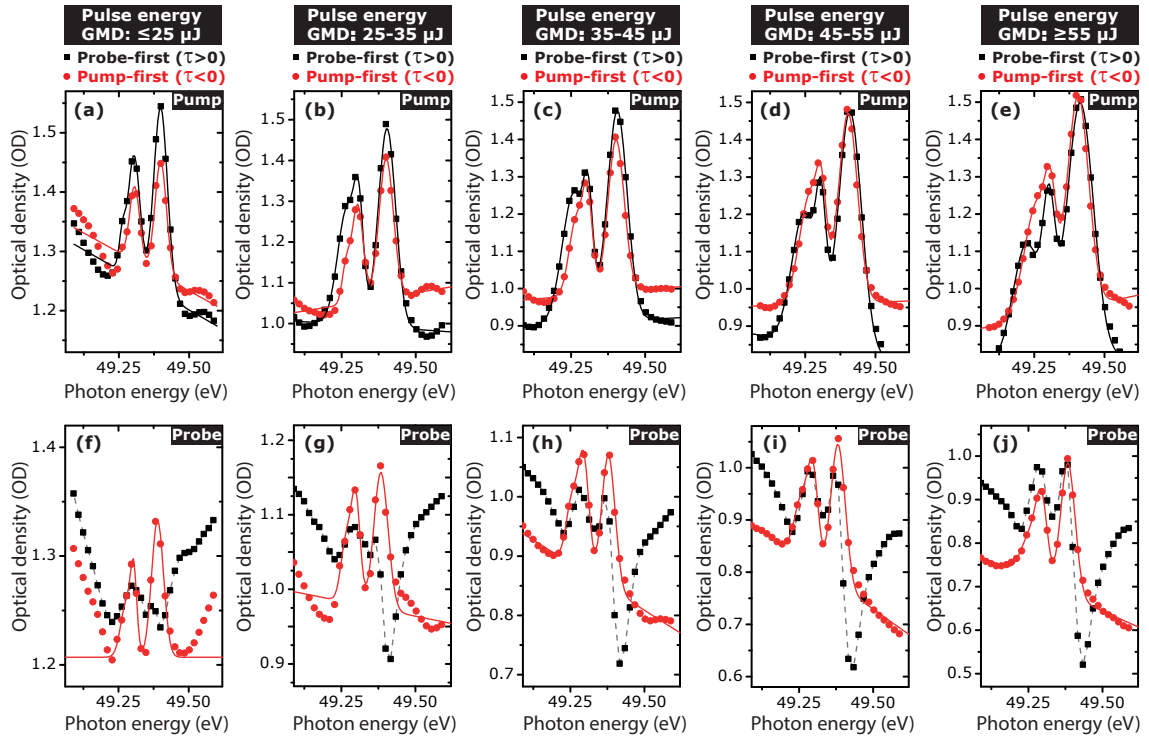 Pulse energy
GMD: ≤25 µJ
Probe-first (τ>0)
Pump-first (τ<0)
Pulse energy
GMD: 25-35 µJ
Probe-first (τ>0)
Pump-first (τ<0)
Pulse energy
GMD: 35-45 µJ
Probe-first (τ>0)
Pump-first (τ<0)
Pulse energy
GMD: 45-55 µJ
Probe-first (τ>0)
Pump-first (τ<0)
Pulse energy
GMD: ≥55 µJ
Probe-first (τ>0)
Pump-first (τ<0)
(a)
Pump
Optical density (OD)
1.5
1.4
1.3
1.2
49.25
49.50
Photon energy (eV)
(b)
Pump
Optical density (OD)
1.5
1.4
1.3
1.2
1.1
1.0
49.25
49.50
Photon energy (eV)
(c)
Pump
Optical density (OD)
1.5
1.4
1.3
1.2
1.1
1.0
0.9
49.25
49.50
Photon energy (eV)
(d)
Pump
Optical density (OD)
1.5
1.4
1.3
1.2
1.1
1.0
0.9
49.25
49.50
Photon energy (eV)
(e)
Pump
Optical density (OD)
1.5
1.4
1.3
1.2
1.1
1.0
0.9
49.25
49.50
Photon energy (eV)
(f)
Probe
Optical density (OD)
1.4
1.3
1.2
49.25
49.50
Photon energy (eV)
(g)
Probe
Optical density (OD)
1.2
1.1
1.0
0.9
49.25
49.50
Photon energy (eV)
(h)
Probe
Optical density (OD)
1.1
1.0
0.9
0.8
0.7
49.25
49.50
Photon energy (eV)
(i)
Probe
Optical density (OD)
1.0
0.9
0.8
0.7
0.6
49.25
49.50
Photon energy (eV)
(j)
Probe
Optical density (OD)
1.0
0.9
0.8
0.7
0.6
0.5
49.25
49.50
Photon energy (eV)